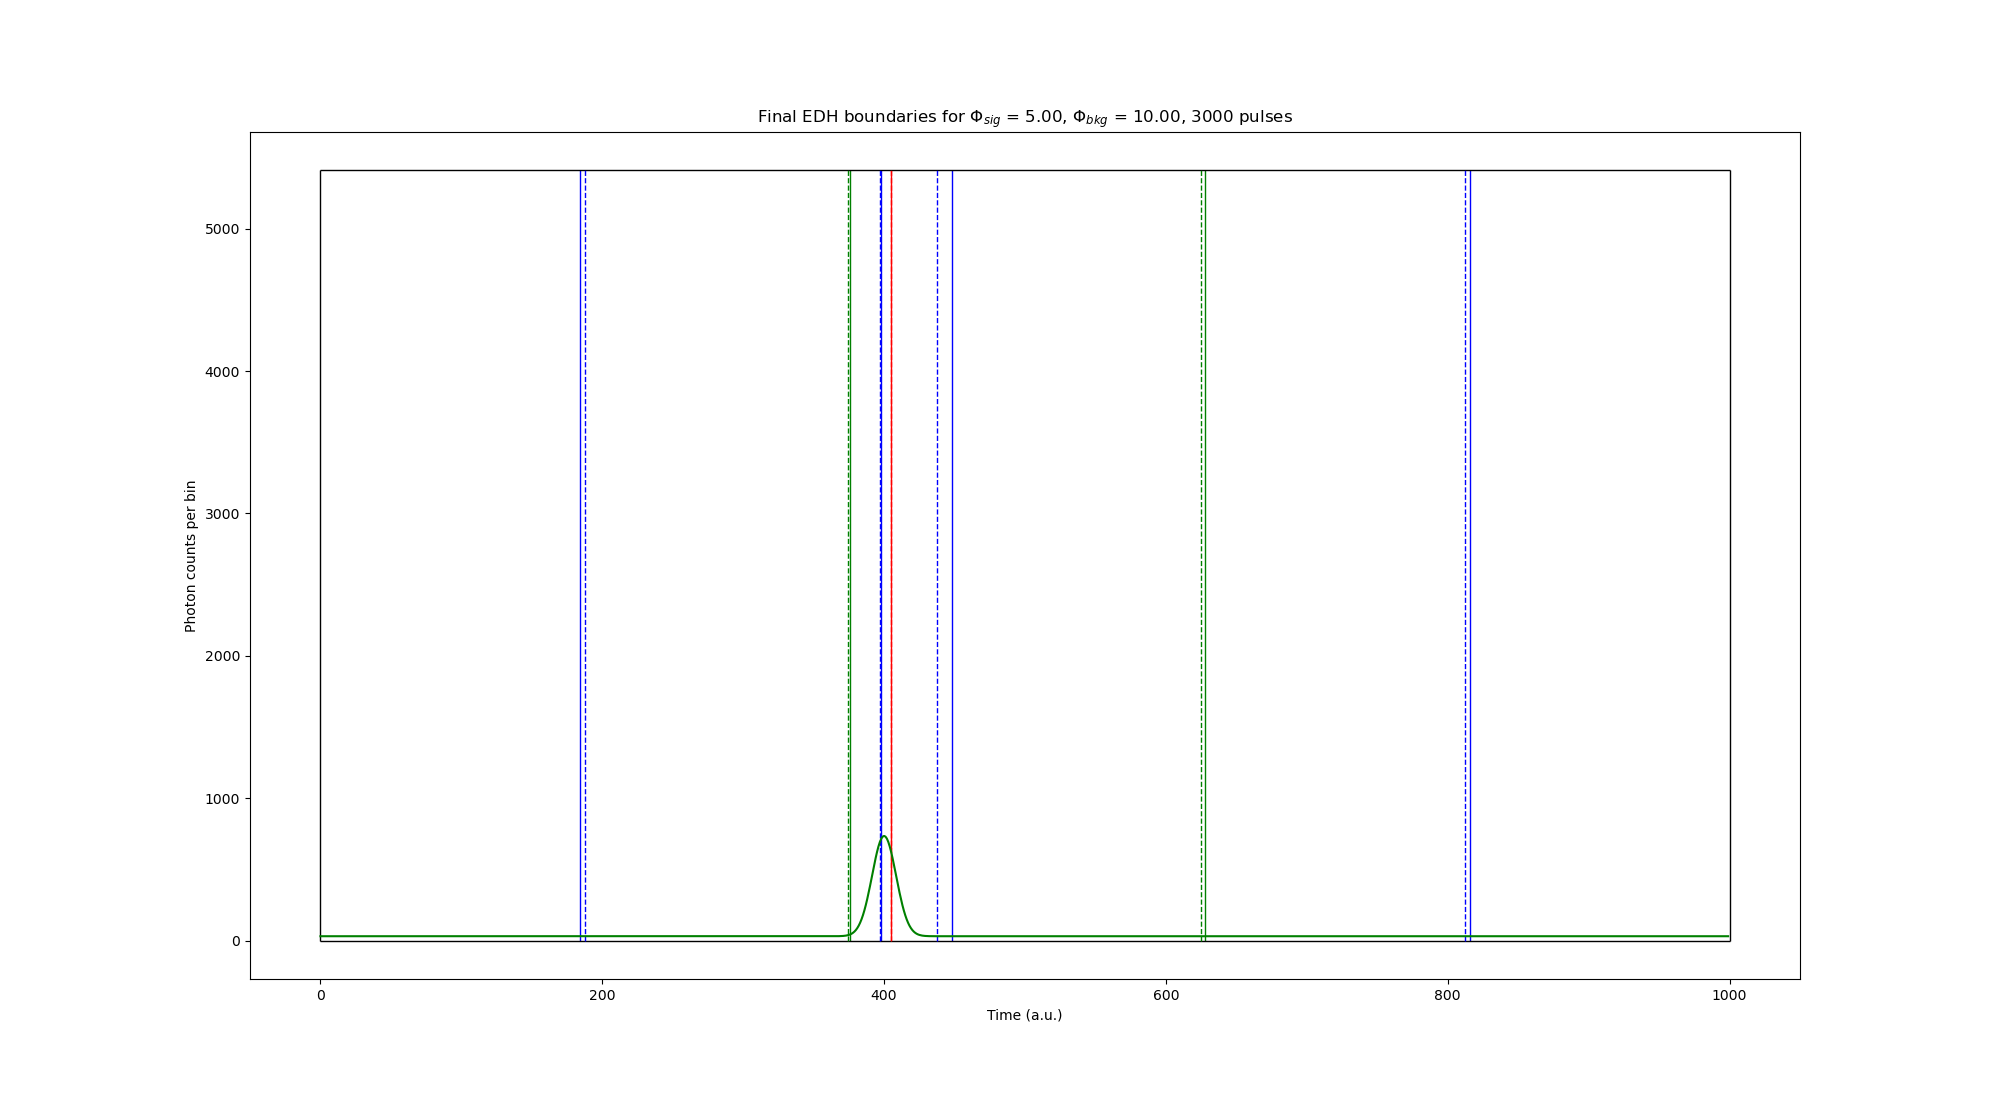 Final EDH boundaries for Φsig = 5.00, Φbkg = 10.00, 3000 pulses
Photon counts per bin
5000
4000
3000
2000
1000
0
0 200 400 600 800 1000
Time (a.u.)